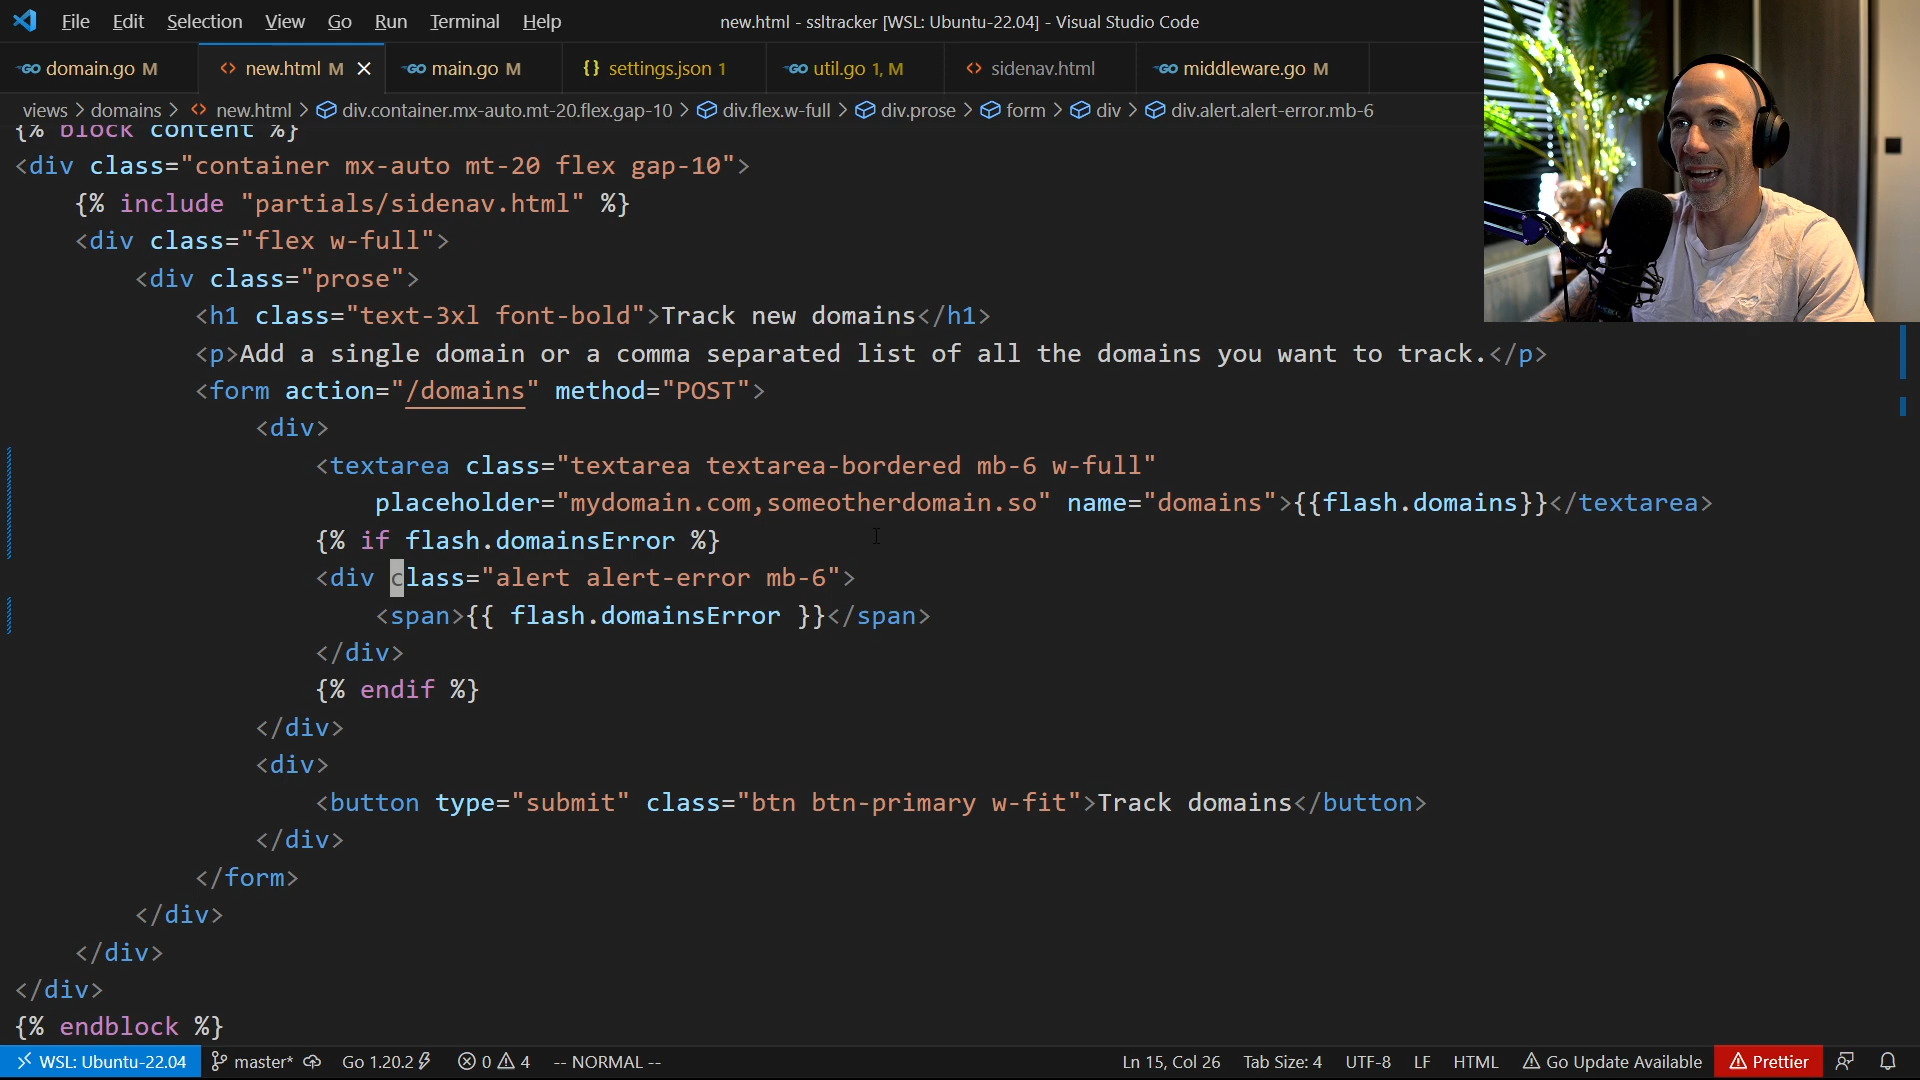 File Edit Selection View Go Run Terminal Help
new.html - ssltracker [WSL: Ubuntu-22.04] - Visual Studio Code
domain.go M
new.html M
main.go M
{} settings.json 1
util.go 1, M
<> sidenav.html
middleware.go M
views > domains > <> new.html > div.container.mx-auto.mt-20.flex.gap-10 > div.flex.w-full > div.prose > form > div > div.alert.alert-error.mb-6
{% block content %}
<div class="container mx-auto mt-20 flex gap-10">
{% include "partials/sidenav.html" %}
<div class="flex w-full">
<div class="prose">
<h1 class="text-3xl font-bold">Track new domains</h1>
<p>Add a single domain or a comma separated list of all the domains you want to track.</p>
<form action="/domains" method="POST">
<div>
<textarea class="textarea textarea-bordered mb-6 w-full"
placeholder="mydomain.com,someotherdomain.so" name="domains">{{flash.domains}}</textarea>
{% if flash.domainsError %}
<div class="alert alert-error mb-6">
<span>{{ flash.domainsError }}</span>
</div>
{% endif %}
</div>
<div>
<button type="submit" class="btn btn-primary w-fit">Track domains</button>
</div>
</form>
</div>
</div>
</div>
{% endblock %}
WSL: Ubuntu-22.04 master* Go 1.20.2 0 4 -- NORMAL -- Ln 15, Col 26 Tab Size: 4 UTF-8 LF HTML Go Update Available Prettier